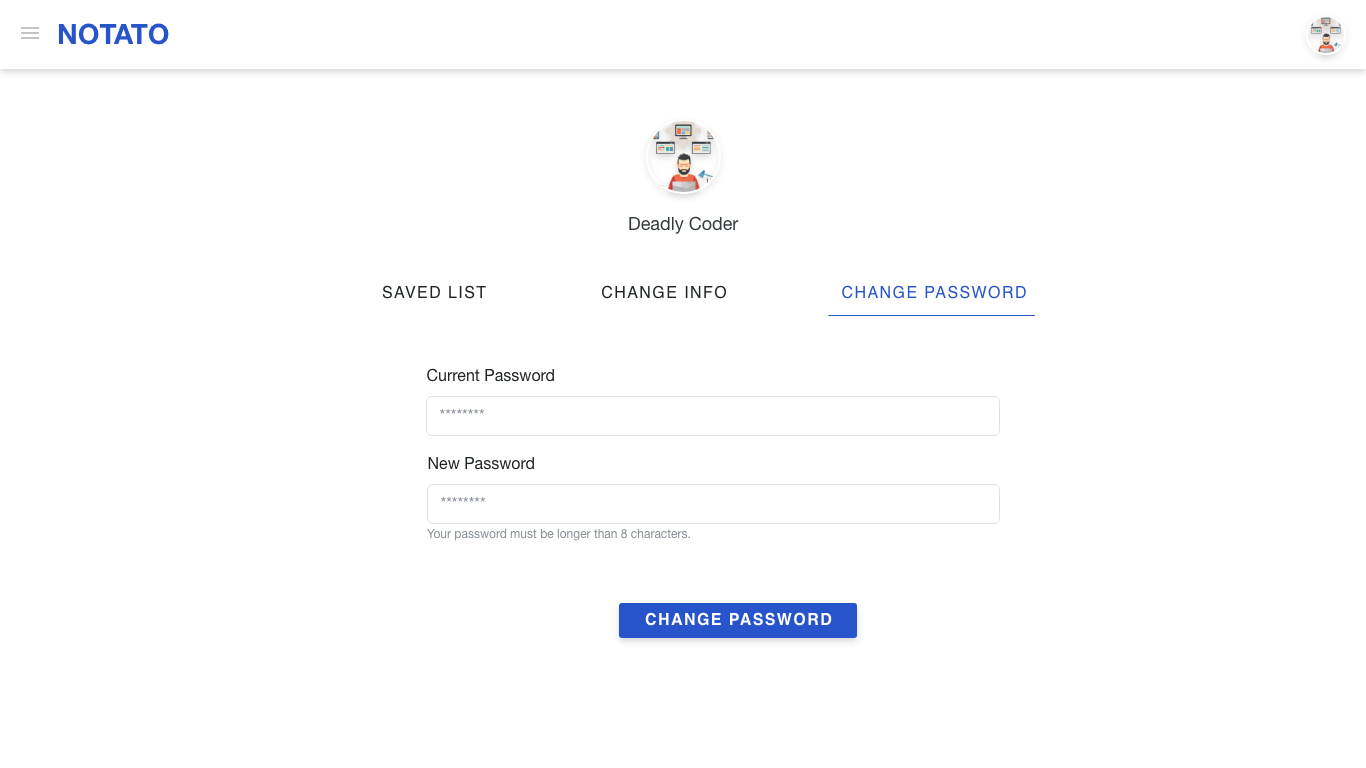 NOTATO
Deadly Coder
SAVED LIST
CHANGE INFO
CHANGE PASSWORD
Current Password
********
New Password
********
Your password must be longer than 8 characters.
CHANGE PASSWORD